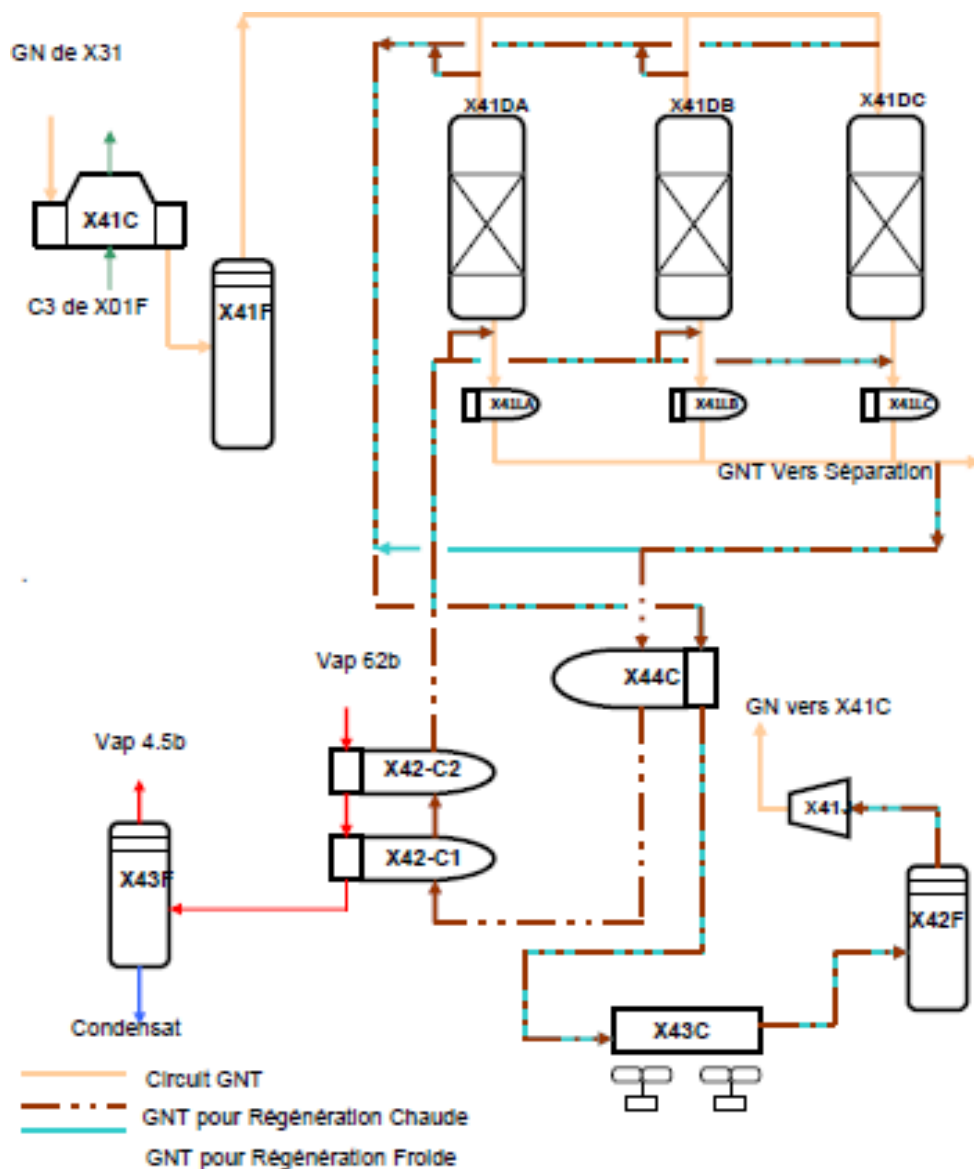 GN de X31
X41DA
X41DB
X41DC
X41C
C3 de X01F
X41F
X41LA
X41LB
X41LC
GNT Vers Séparation
Vap 62b
X44C
GN vers X41C
Vap 4.5b
X42-C2
X41J
X42-C1
X43F
X42F
Condensat
X43C
Circuit GNT
GNT pour Régénération Chaude
GNT pour Régénération Froide